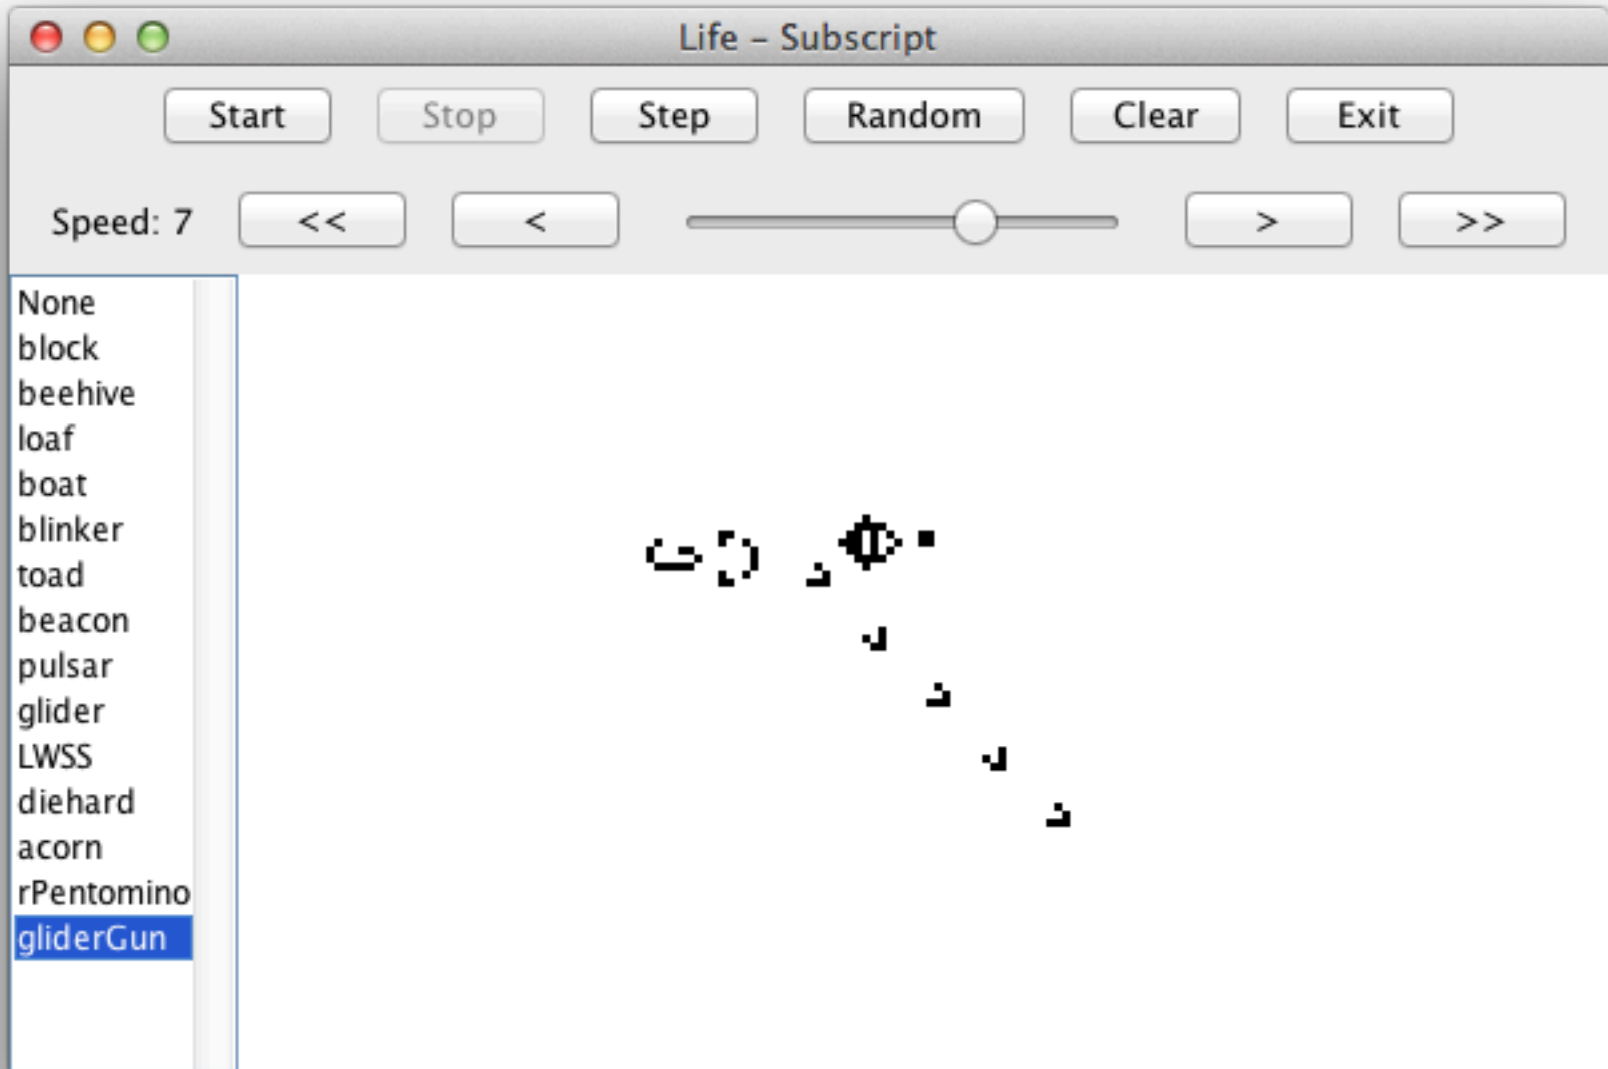 Life – Subscript
Start Stop Step Random Clear Exit
Speed: 7 << < > >>
None
block
beehive
loaf
boat
blinker
toad
beacon
pulsar
glider
LWSS
diehard
acorn
rPentomino
gliderGun